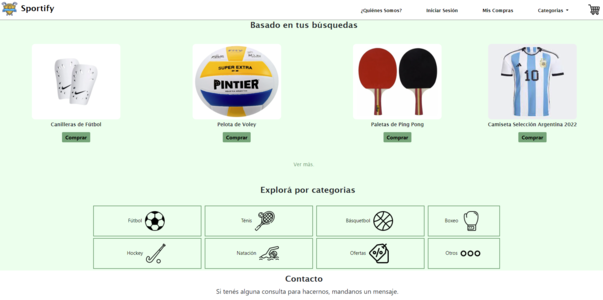 Sportify
¿Quiénes Somos? Iniciar Sesión Mis Compras Categorías
Basado en tus búsquedas
SUPER EXTRA
PINTIER
10
Canilleras de Fútbol Pelota de Voley Paletas de Ping Pong Camiseta Selección Argentina 2022
Comprar Comprar Comprar Comprar
Ver más
Explorá por categorías
Fútbol Tenis Básquetbol Boxeo
Hockey Natación Ofertas Otros
Contacto
Si tenés alguna consulta para hacernos, mandanos un mensaje.